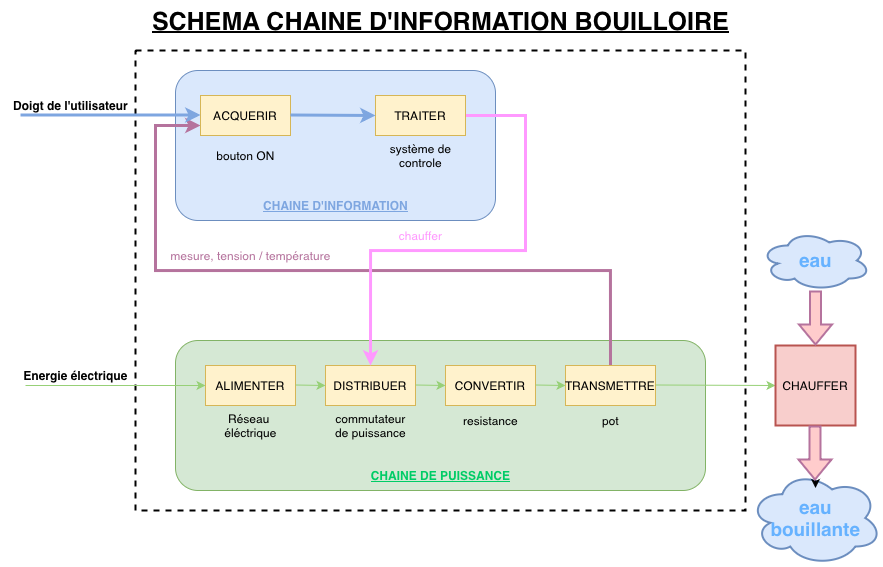 SCHEMA CHAINE D'INFORMATION BOUILLOIRE
Doigt de l'utilisateur
ACQUERIR
TRAITER
bouton ON
système de
controle
CHAINE D'INFORMATION
chauffer
mesure, tension / température
eau
Energie électrique
ALIMENTER
DISTRIBUER
CONVERTIR
TRANSMETTRE
CHAUFFER
Réseau
éléctrique
commutateur
de puissance
resistance
pot
CHAINE DE PUISSANCE
eau
bouillante